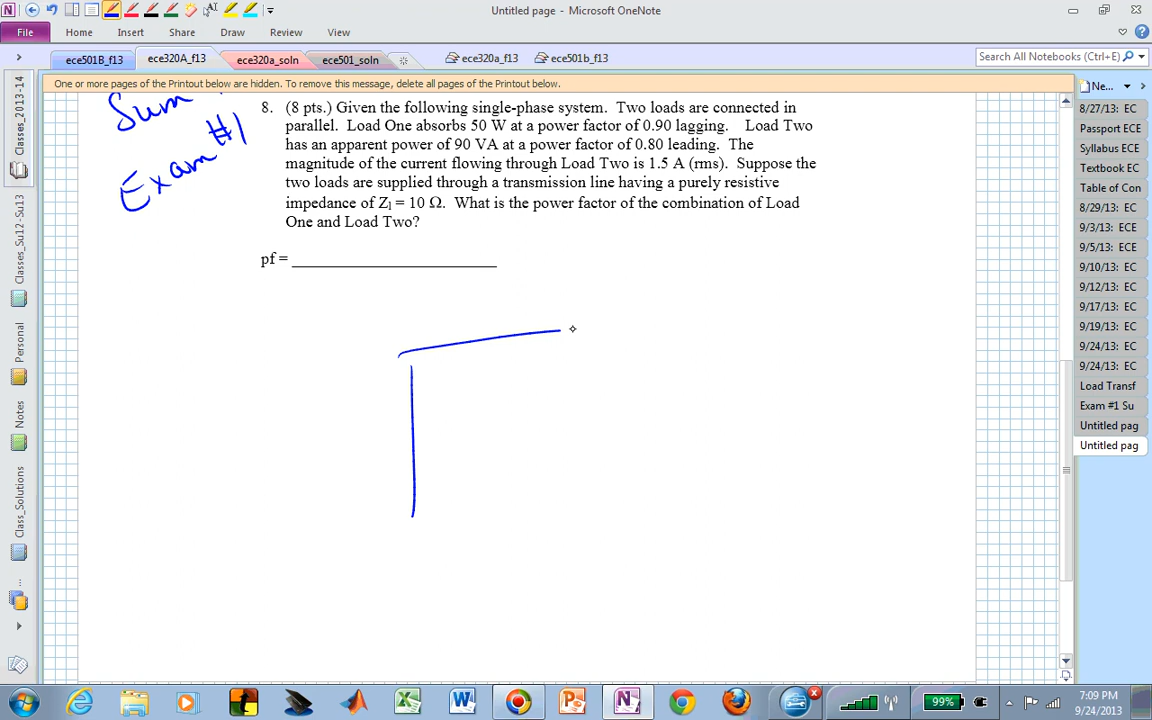 Untitled page - Microsoft OneNote
File Home Insert Share Draw Review View
ece501B_f13 ece320A_f13 ece320a_soln ece501_soln ece320a_f13 ece501b_f13 Search All Notebooks (Ctrl+E)
One or more pages of the Printout below are hidden. To remove this message, delete all pages of the Printout below.
Sum
Exam #1
8. (8 pts.) Given the following single-phase system. Two loads are connected in
parallel. Load One absorbs 50 W at a power factor of 0.90 lagging. Load Two
has an apparent power of 90 VA at a power factor of 0.80 leading. The
magnitude of the current flowing through Load Two is 1.5 A (rms). Suppose the
two loads are supplied through a transmission line having a purely resistive
impedance of Zl = 10 Ω. What is the power factor of the combination of Load
One and Load Two?
pf = 
Classes_2013-14
Classes_Su12-Su13
Personal
Notes
Class_Solutions
Ne...
8/27/13: EC
Passport ECE
Syllabus ECE
Textbook EC
Table of Con
8/29/13: ECE
9/3/13: ECE
9/5/13: ECE
9/10/13: EC
9/12/13: EC
9/17/13: EC
9/19/13: EC
9/24/13: EC
9/24/13: EC
Load Transf
Exam #1 Su
Untitled pag
Untitled pag
99%
7:09 PM
9/24/2013